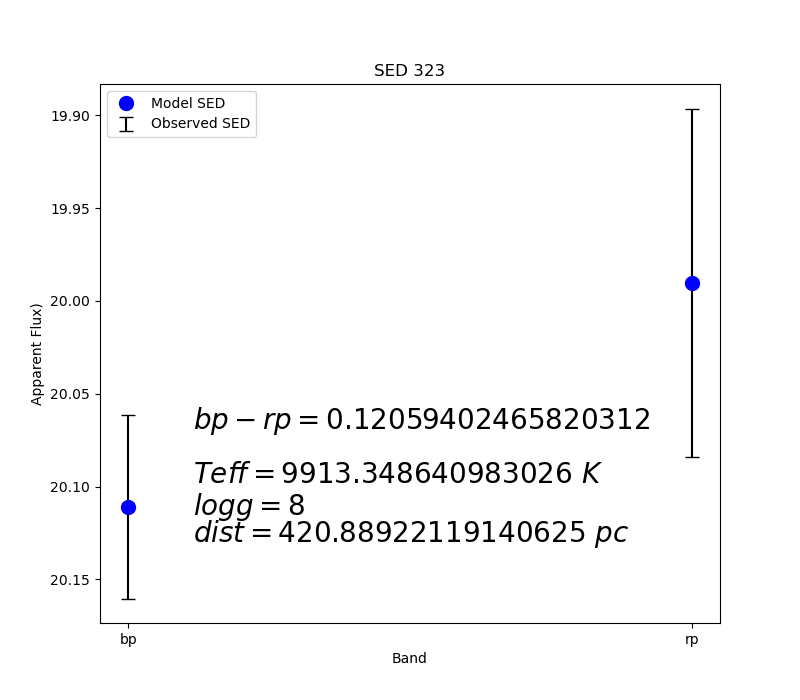 SED 323
Model SED
Observed SED
19.90
19.95
20.00
20.05
20.10
20.15
Apparent Flux)
bp − rp = 0.12059402465820312
Teff = 9913.348640983026 K
logg = 8
dist = 420.88922119140625 pc
bp
rp
Band